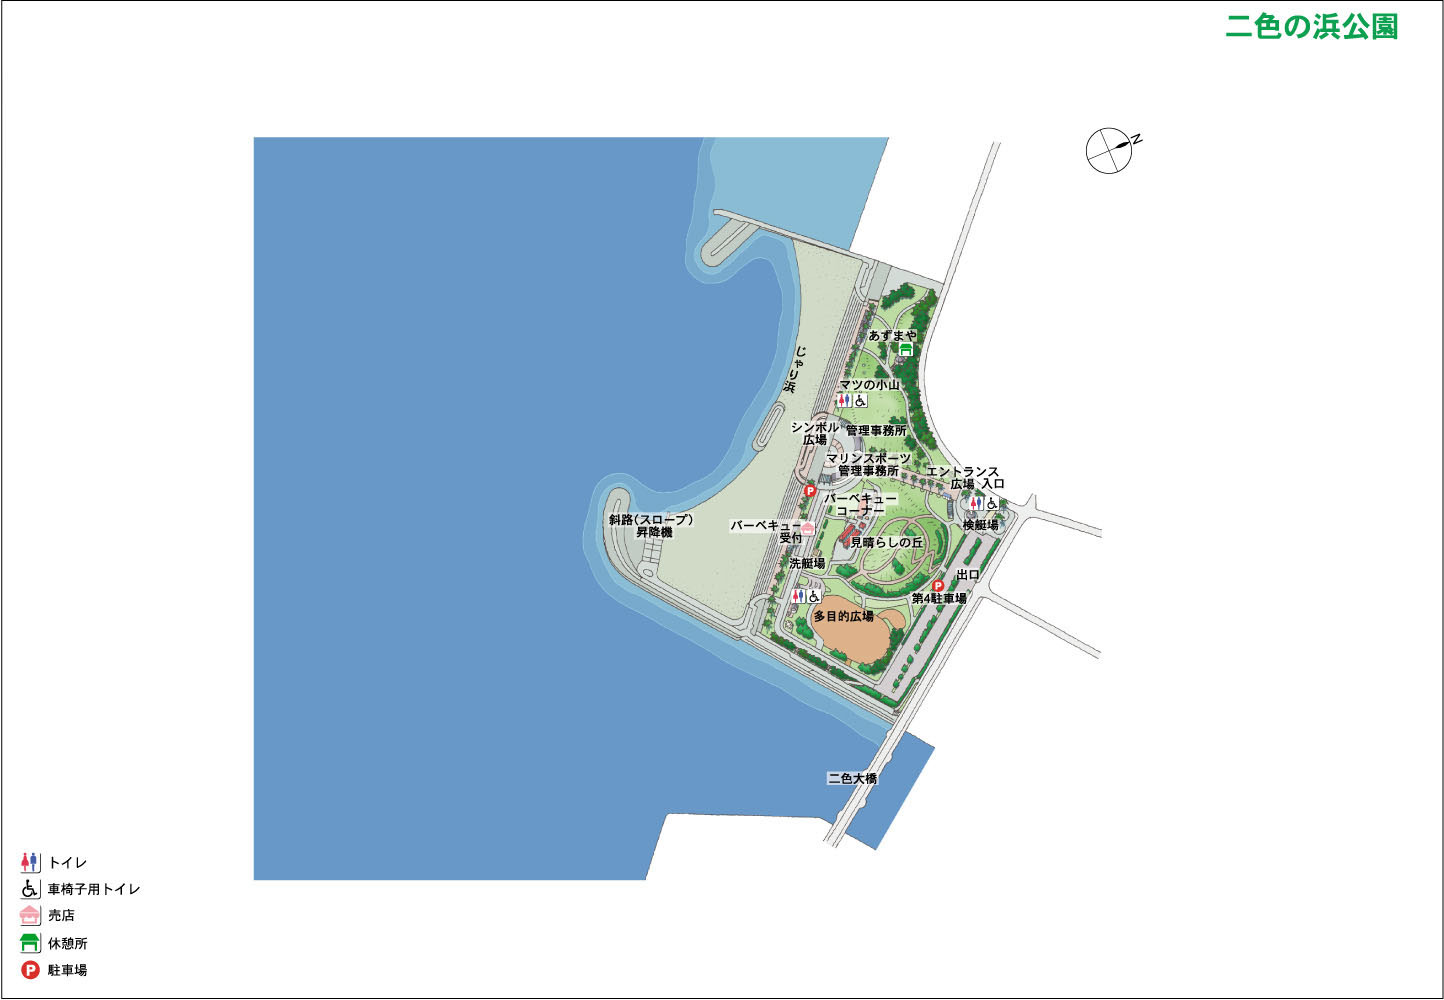 二色の浜公園
N
あずまや
じゃり浜
マツの小山
シンボル
広場
管理事務所
マリンスポーツ
管理事務所
エントランス
広場 入口
P
バーベキュー
コーナー
検艇場
斜路(スロープ)
昇降機
バーベキュー
受付
見晴らしの丘
洗艇場
出口
P
第4駐車場
多目的広場
二色大橋
トイレ
車椅子用トイレ
売店
休憩所
P 駐車場